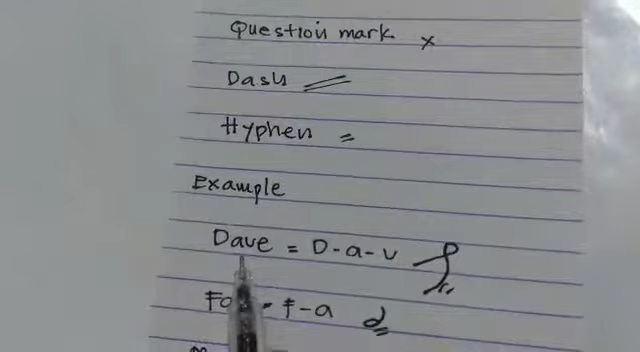 Question mark x
Dash
Hyphen =
Example
Dave = D-a-v
F-a